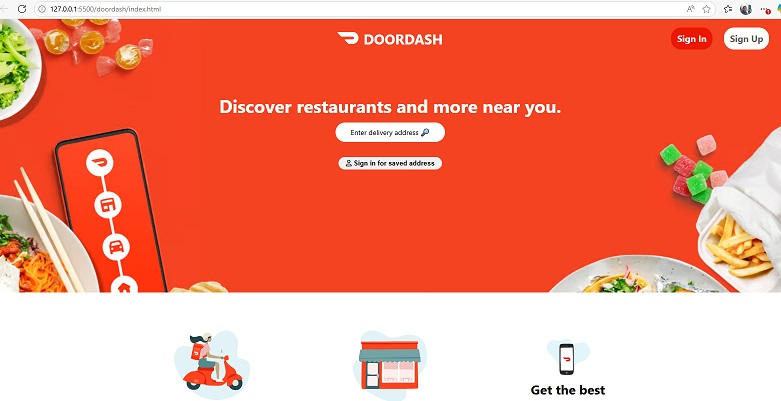 127.0.0.1:5500/doordash/index.html
DOORDASH
Sign In
Sign Up
Discover restaurants and more near you.
Enter delivery address 🔎
Sign in for saved address
Get the best